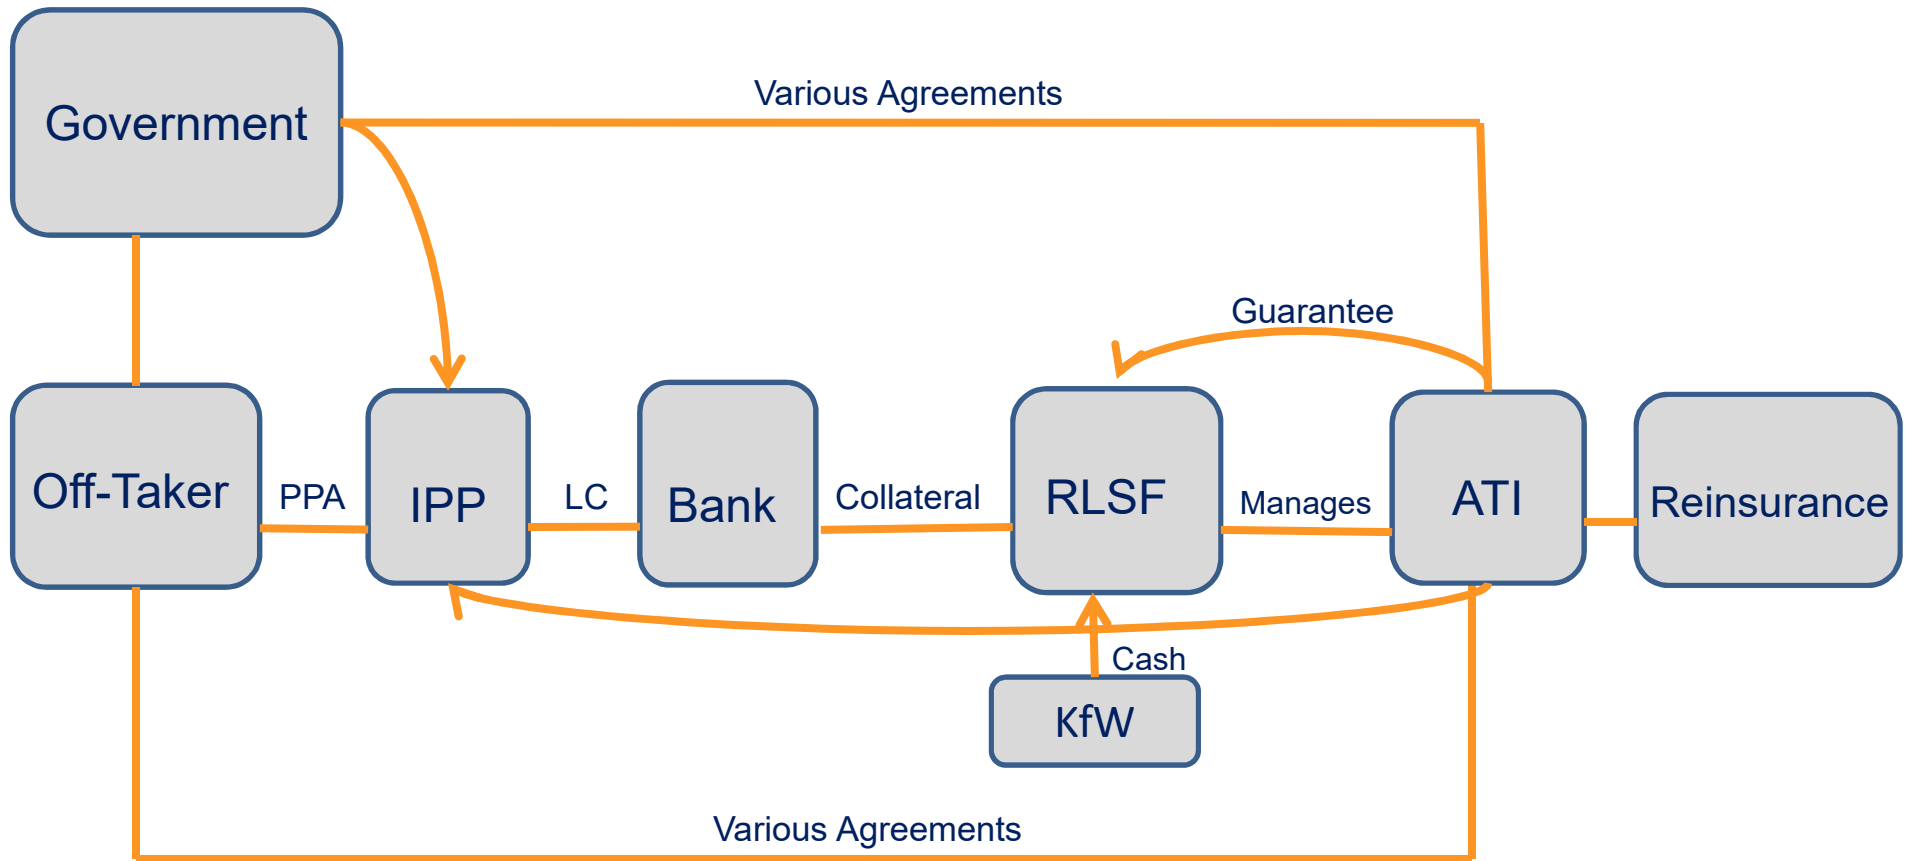 Government
Various Agreements
Guarantee
Off-Taker
PPA
IPP
LC
Bank
Collateral
RLSF
Manages
ATI
Reinsurance
Cash
KfW
Various Agreements